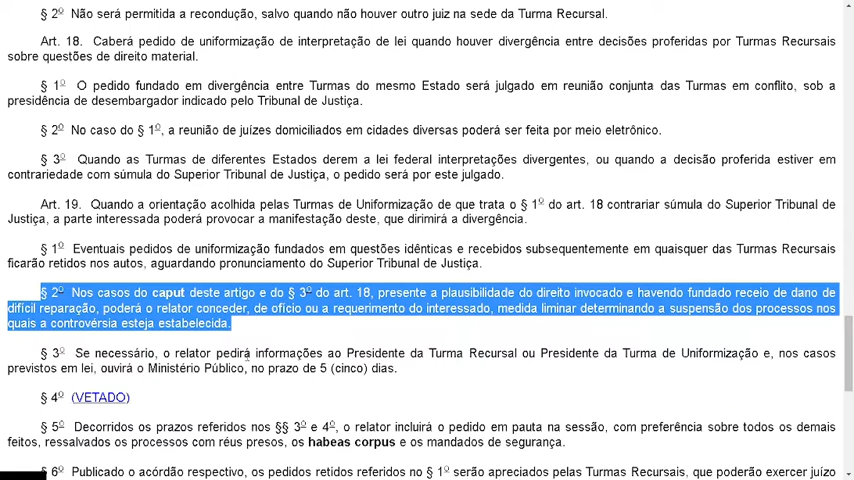 § 2º Não será permitida a recondução, salvo quando não houver outro juiz na sede da Turma Recursal.
Art. 18. Caberá pedido de uniformização de interpretação de lei quando houver divergência entre decisões proferidas por Turmas Recursais
sobre questões de direito material.
§ 1º O pedido fundado em divergência entre Turmas do mesmo Estado será julgado em reunião conjunta das Turmas em conflito, sob a
presidência de desembargador indicado pelo Tribunal de Justiça.
§ 2º No caso do § 1º, a reunião de juízes domiciliados em cidades diversas poderá ser feita por meio eletrônico.
§ 3º Quando as Turmas de diferentes Estados derem a lei federal interpretações divergentes, ou quando a decisão proferida estiver em
contrariedade com súmula do Superior Tribunal de Justiça, o pedido será por este julgado.
Art. 19. Quando a orientação acolhida pelas Turmas de Uniformização de que trata o § 1º do art. 18 contrariar súmula do Superior Tribunal de
Justiça, a parte interessada poderá provocar a manifestação deste, que dirimirá a divergência.
§ 1º Eventuais pedidos de uniformização fundados em questões idênticas e recebidos subsequentemente em quaisquer das Turmas Recursais
ficarão retidos nos autos, aguardando pronunciamento do Superior Tribunal de Justiça.
§ 2º Nos casos do caput deste artigo e do § 3º do art. 18, presente a plausibilidade do direito invocado e havendo fundado receio de dano de
difícil reparação, poderá o relator conceder, de ofício ou a requerimento do interessado, medida liminar determinando a suspensão dos processos nos
quais a controvérsia esteja estabelecida.
§ 3º Se necessário, o relator pedirá informações ao Presidente da Turma Recursal ou Presidente da Turma de Uniformização e, nos casos
previstos em lei, ouvirá o Ministério Público, no prazo de 5 (cinco) dias.
§ 4º (VETADO)
§ 5º Decorridos os prazos referidos nos §§ 3º e 4º, o relator incluirá o pedido em pauta na sessão, com preferência sobre todos os demais
feitos, ressalvados os processos com réus presos, os habeas corpus e os mandados de segurança.
§ 6º Publicado o acórdão respectivo, os pedidos retidos referidos no § 1º serão apreciados pelas Turmas Recursais, que poderão exercer juízo